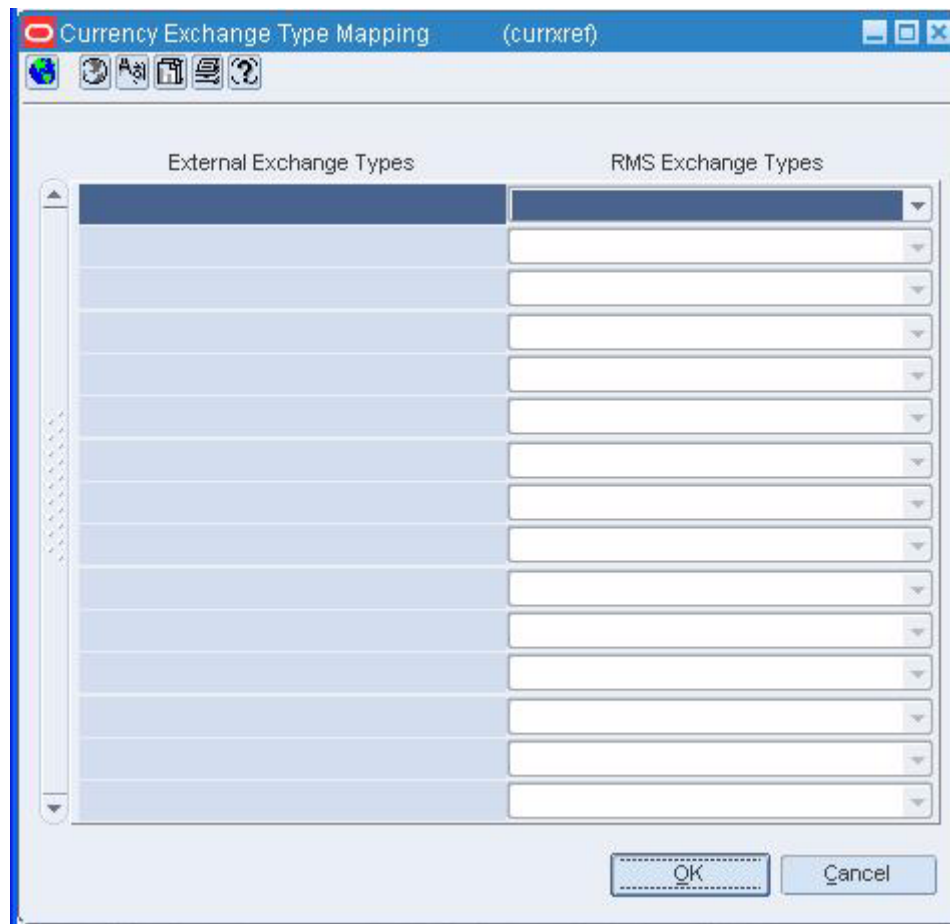 Currency Exchange Type Mapping (currxref)
External Exchange Types RMS Exchange Types
OK Cancel